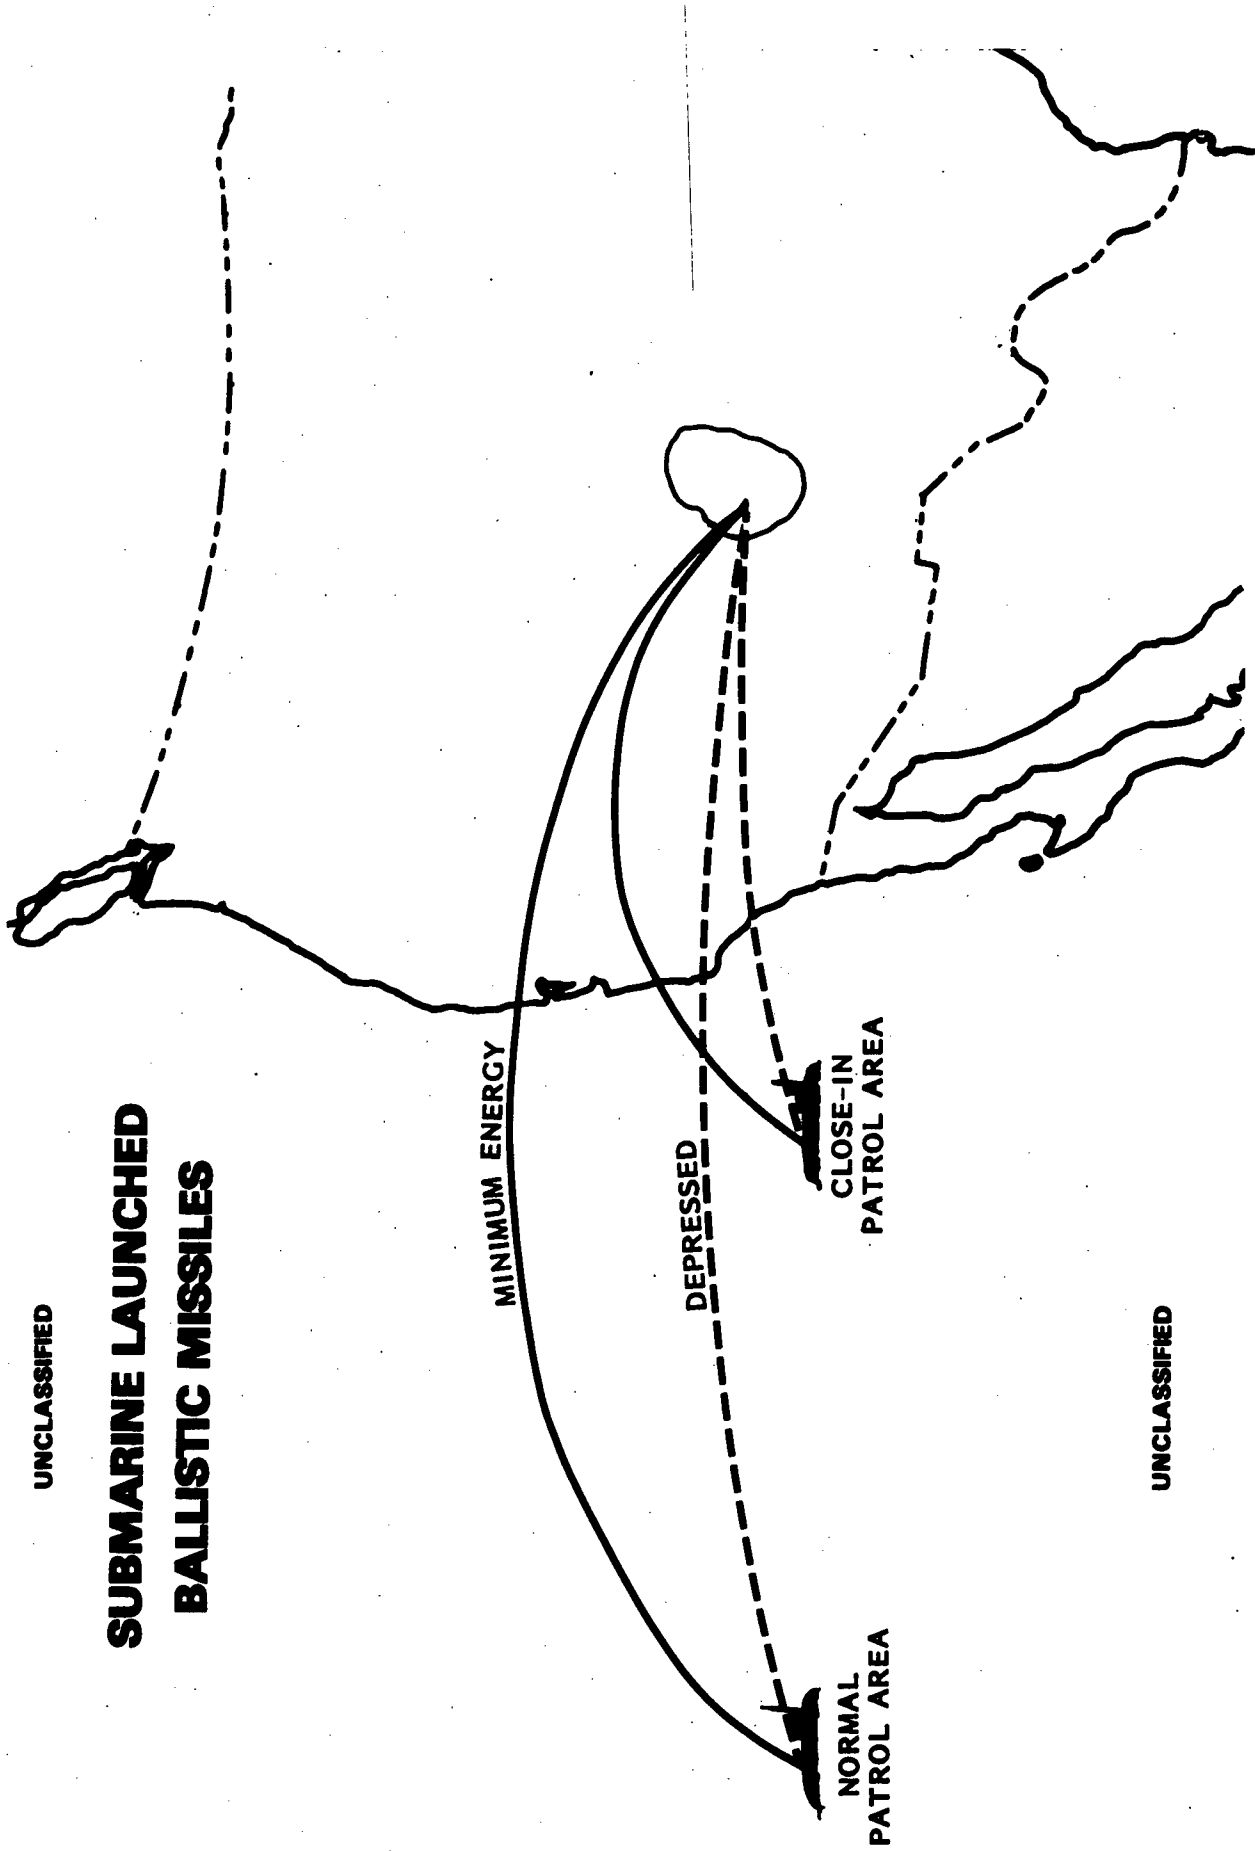 UNCLASSIFIED
SUBMARINE LAUNCHED
BALLISTIC MISSILES
MINIMUM ENERGY
DEPRESSED
NORMAL
PATROL AREA
CLOSE-IN
PATROL AREA
UNCLASSIFIED